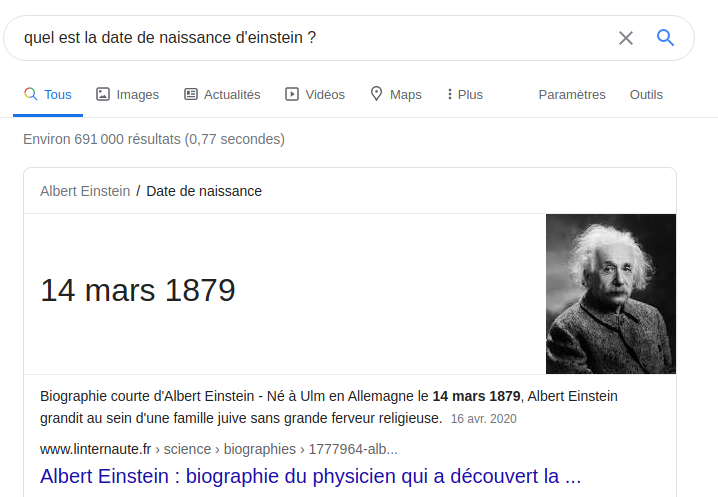 quel est la date de naissance d'einstein ?
Tous Images Actualités Vidéos Maps Plus Paramètres Outils
Environ 691 000 résultats (0,77 secondes)
Albert Einstein / Date de naissance
14 mars 1879
Biographie courte d'Albert Einstein - Né à Ulm en Allemagne le 14 mars 1879, Albert Einstein
grandit au sein d'une famille juive sans grande ferveur religieuse. 16 avr. 2020
www.linternaute.fr › science › biographies › 1777964-alb...
Albert Einstein : biographie du physicien qui a découvert la ...